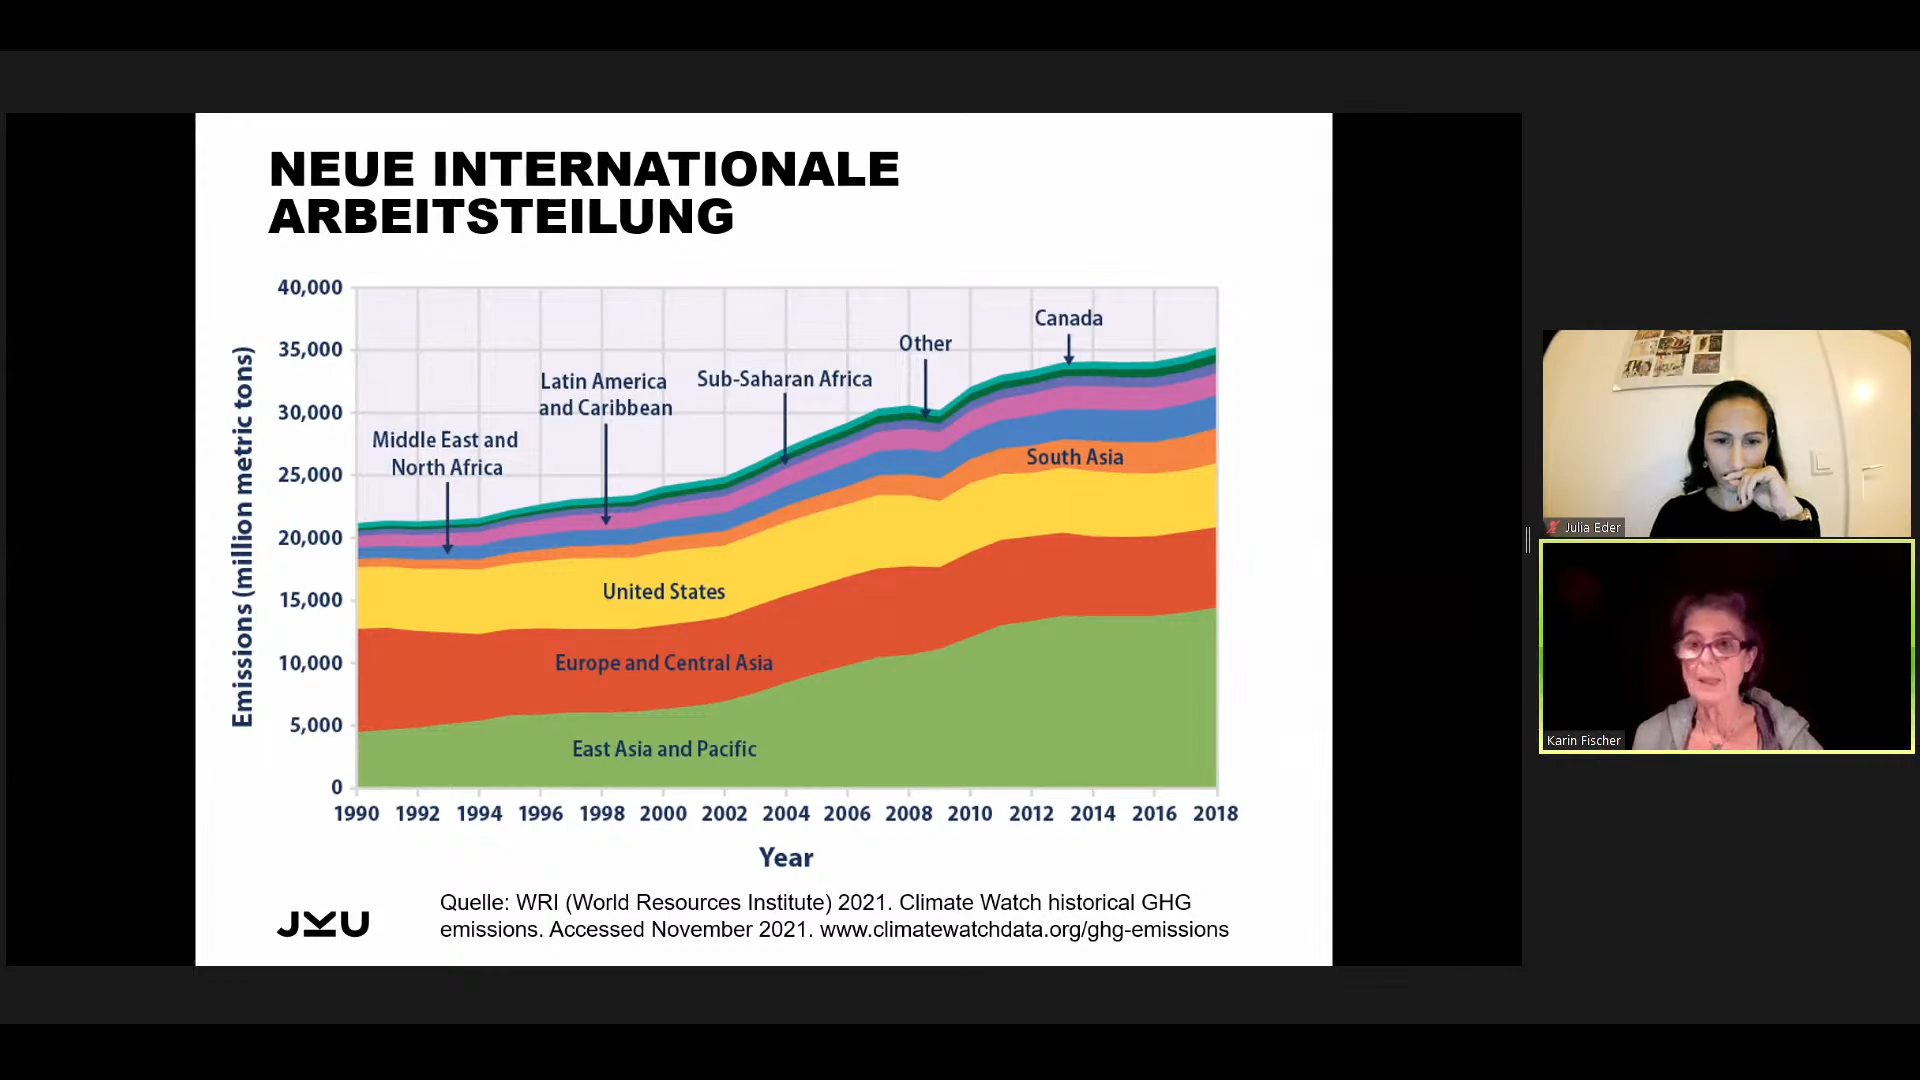 NEUE INTERNATIONALE
ARBEITSTEILUNG
Emissions (million metric tons)
40,000
35,000
30,000
25,000
20,000
15,000
10,000
5,000
0
Canada
Other
Latin America
and Caribbean
Sub-Saharan Africa
Middle East and
North Africa
South Asia
United States
Europe and Central Asia
East Asia and Pacific
1990 1992 1994 1996 1998 2000 2002 2004 2006 2008 2010 2012 2014 2016 2018
Year
JKU
Quelle: WRI (World Resources Institute) 2021. Climate Watch historical GHG
emissions. Accessed November 2021. www.climatewatchdata.org/ghg-emissions
Julia Eder
Karin Fischer